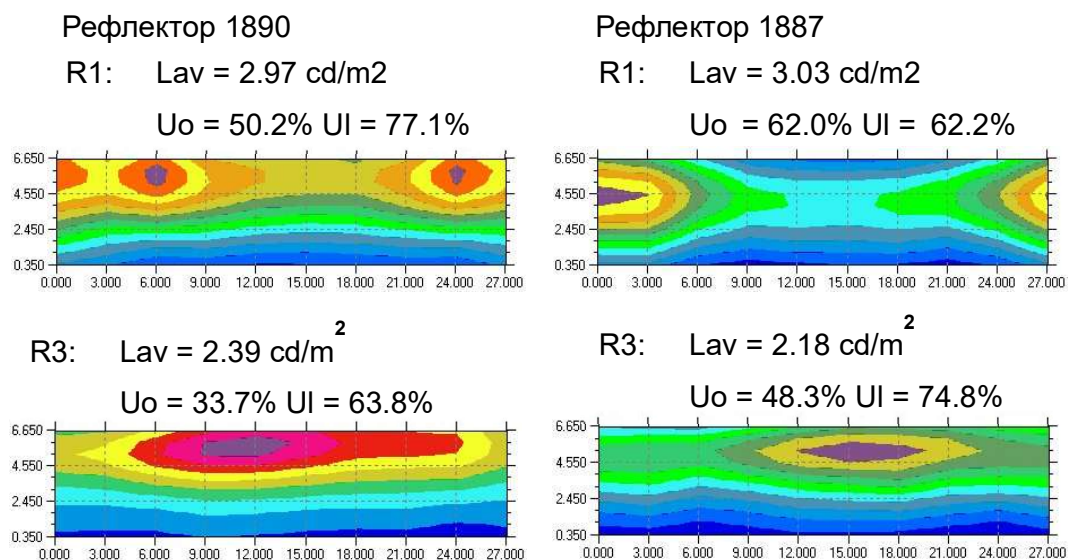 Рефлектор 1890
R1: Lav = 2.97 cd/m2
Uo = 50.2% Ul = 77.1%
6.650
4.550
2.450
0.350
0.000 3.000 6.000 9.000 12.000 15.000 18.000 21.000 24.000 27.000
Рефлектор 1887
R1: Lav = 3.03 cd/m2
Uo = 62.0% Ul = 62.2%
6.650
4.550
2.450
0.350
0.000 3.000 6.000 9.000 12.000 15.000 18.000 21.000 24.000 27.000
R3: Lav = 2.39 cd/m²
Uo = 33.7% Ul = 63.8%
6.650
4.550
2.450
0.350
0.000 3.000 6.000 9.000 12.000 15.000 18.000 21.000 24.000 27.000
R3: Lav = 2.18 cd/m²
Uo = 48.3% Ul = 74.8%
6.650
4.550
2.450
0.350
0.000 3.000 6.000 9.000 12.000 15.000 18.000 21.000 24.000 27.000